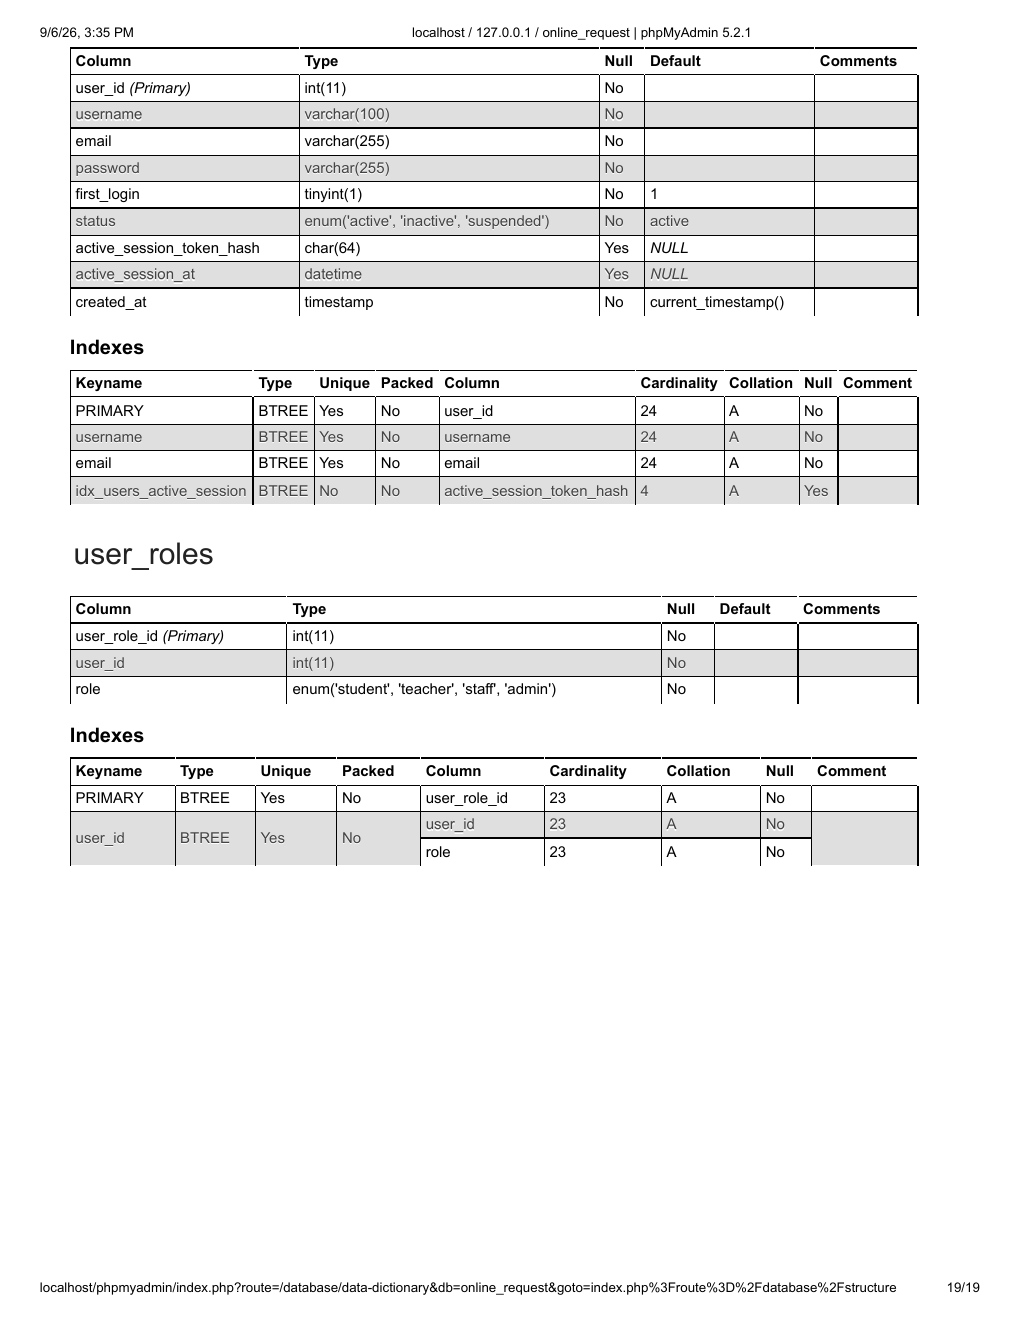 9/6/26, 3:35 PM localhost / 127.0.0.1 / online_request | phpMyAdmin 5.2.1
Column Type Null Default Comments
user_id (Primary) int(11) No
username varchar(100) No
email varchar(255) No
password varchar(255) No
first_login tinyint(1) No 1
status enum('active', 'inactive', 'suspended') No active
active_session_token_hash char(64) Yes NULL
active_session_at datetime Yes NULL
created_at timestamp No current_timestamp()
Indexes
Keyname Type Unique Packed Column Cardinality Collation Null Comment
PRIMARY BTREE Yes No user_id 24 A No
username BTREE Yes No username 24 A No
email BTREE Yes No email 24 A No
idx_users_active_session BTREE No No active_session_token_hash 4 A Yes
user_roles
Column Type Null Default Comments
user_role_id (Primary) int(11) No
user_id int(11) No
role enum('student', 'teacher', 'staff', 'admin') No
Indexes
Keyname Type Unique Packed Column Cardinality Collation Null Comment
PRIMARY BTREE Yes No user_role_id 23 A No
user_id BTREE Yes No user_id 23 A No
role 23 A No
localhost/phpmyadmin/index.php?route=/database/data-dictionary&db=online_request&goto=index.php%3Froute%3D%2Fdatabase%2Fstructure 19/19